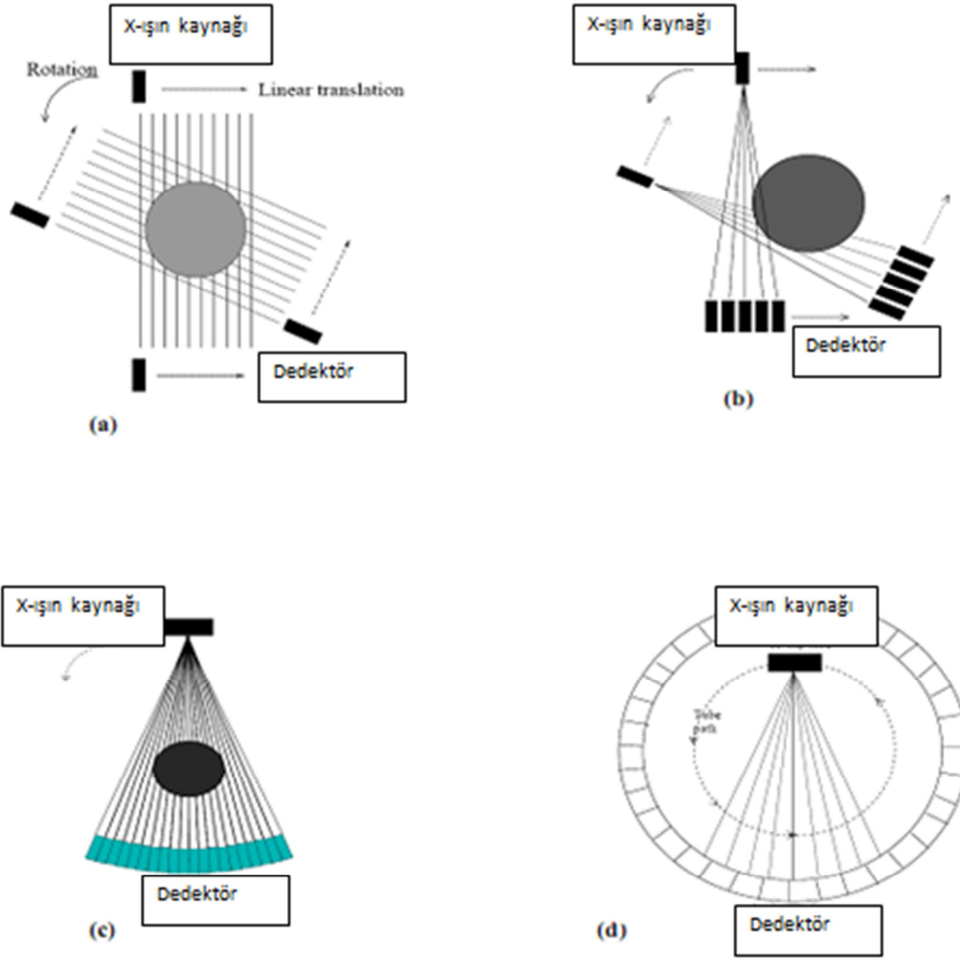 X-ışın kaynağı
Rotation
Linear translation
Dedektör
(a)
X-ışın kaynağı
Dedektör
(b)
X-ışın kaynağı
Dedektör
(c)
X-ışın kaynağı
Tube
path
Dedektör
(d)